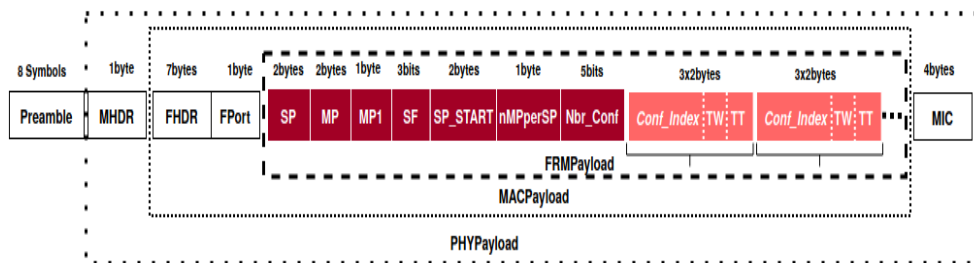 8 Symbols 1byte 7bytes 1byte 2bytes 2bytes 1byte 3bits 2bytes 1byte 5bits 3x2bytes 3x2bytes 4bytes
Preamble MHDR FHDR FPort SP MP MP1 SF SP_START nMPperSP Nbr_Conf Conf_Index TW TT Conf_Index TW TT MIC
FRMPayload
MACPayload
PHYPayload